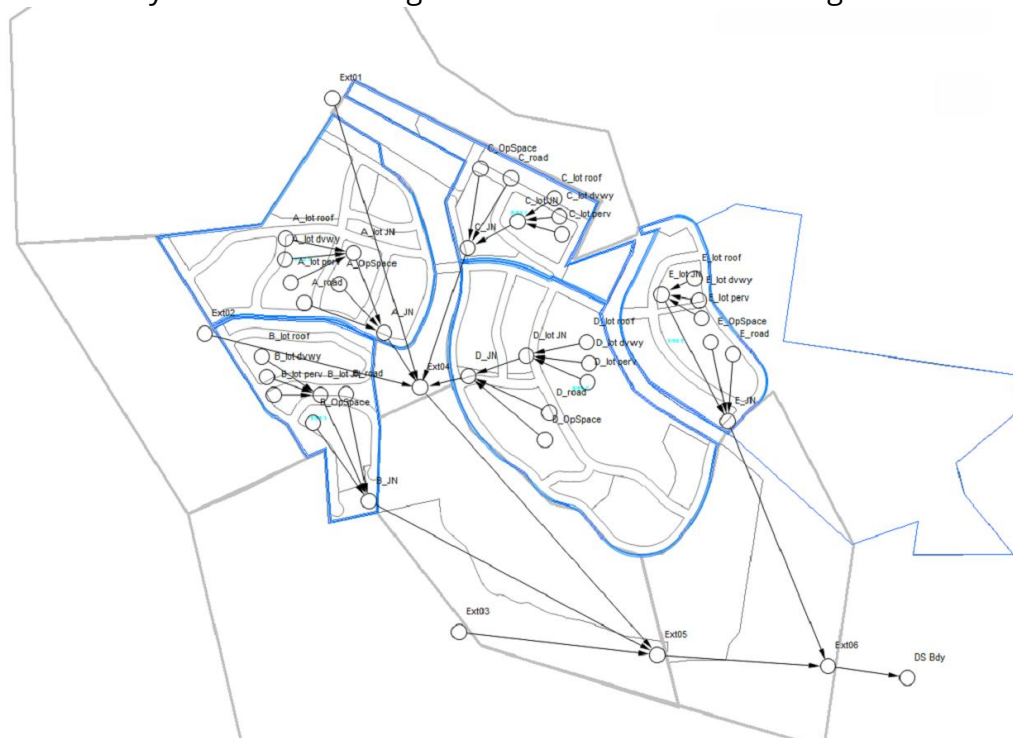 Ext01
C_OpSpace
C_road
C_lot roof
C_lot dvwy
C_lot JN
C_lot perv
C_JN
A_lot roof
A_lot JN
A_lot dvwy
A_lot perv
A_OpSpace
A_road
A_JN
E_lot roof
E_lot JN
E_lot dvwy
E_lot perv
E_OpSpace
E_road
E_JN
Ext02
B_lot roof
B_lot dvwy
B_lot perv
B_road
B_OpSpace
B_JN
Ext04
D_lot roof
D_lot JN
D_lot dvwy
D_JN
D_lot perv
D_road
D_OpSpace
Ext03
Ext05
Ext06
DS Bdy